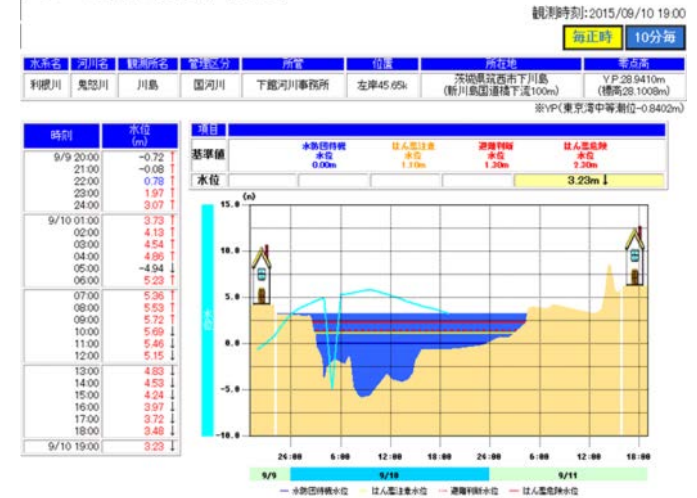 観測時刻:2015/09/10 19:00
毎正時 10分毎
水系名 河川名 観測所名 管理区分 所管 位置 所在地 零点高
利根川 鬼怒川 川島 国河川 下館河川事務所 左岸45.65k 茨城県筑西市下川島 Y.P.28.9410m
(新川島国道橋下流100m) (標高28.1008m)
※YP(東京湾中等潮位-0.8402m)
時刻 水位
(m)
9/9 20:00 -0.72 ↑
21:00 -0.08 ↑
22:00 0.78 ↑
23:00 1.97 ↑
24:00 3.07 ↑
9/10 01:00 3.73 ↑
02:00 4.13 ↑
03:00 4.54 ↑
04:00 4.86 ↑
05:00 -4.94 ↓
06:00 5.23 ↑
07:00 5.36 ↑
08:00 5.53 ↑
09:00 5.72 ↑
10:00 5.69 ↓
11:00 5.46 ↓
12:00 5.15 ↓
13:00 4.83 ↓
14:00 4.53 ↓
15:00 4.24 ↓
16:00 3.97 ↓
17:00 3.72 ↓
18:00 3.48 ↓
9/10 19:00 3.23 ↓
項目
基準値 水防団待機 はん濫注意 避難判断 はん濫危険
水位 水位 水位 水位
0.00m 1.10m 1.30m 2.30m
水位 3.23m↓
(m)
15.0
10.0
5.0
0.0
-5.0
-10.0
24:00 6:00 12:00 18:00 24:00 6:00 12:00 18:00
9/9 9/10 9/11
水防団待機水位 はん濫注意水位 避難判断水位 はん濫危険水位